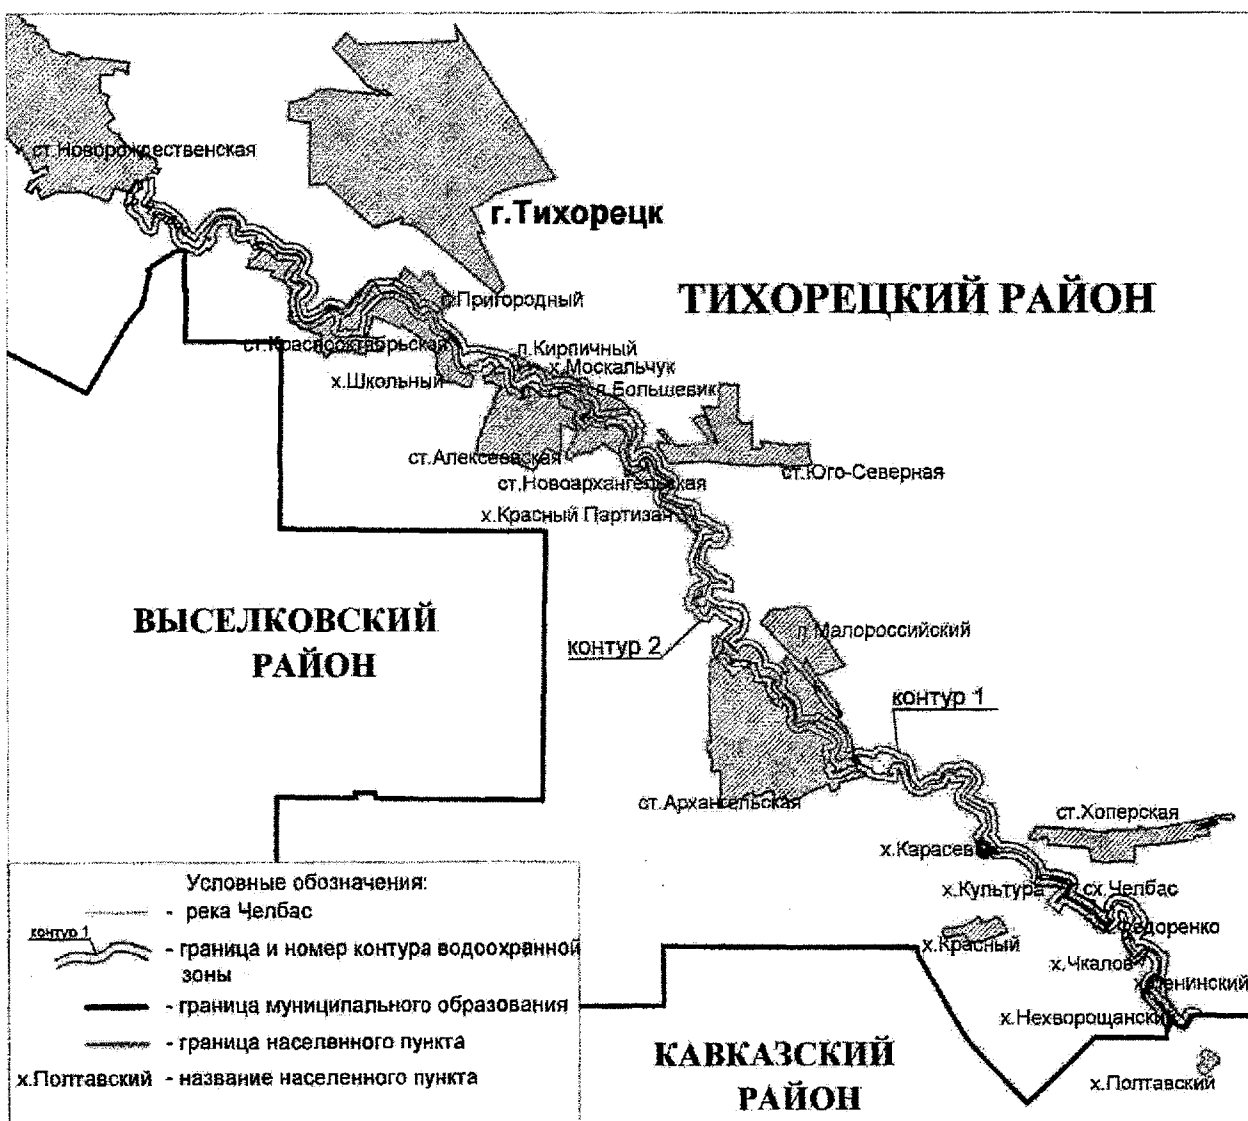 ст.Новорождественская
г.Тихорецк
ТИХОРЕЦКИЙ РАЙОН
п.Пригородный
ст.Краснооктябрьская
п.Кирпичный
х.Москальчук
х.Школьный
п.Большевик
ст.Алексеевская
ст.Юго-Северная
ст.Новоархангельская
х.Красный Партизан
ВЫСЕЛКОВСКИЙ
РАЙОН
контур 2
п.Малороссийский
контур 1
ст.Архангельская
ст.Хоперская
х.Карасев
х.Культура
сх.Челбас
х.Федоренко
х.Красный
х.Чкалов
х.Ленинский
х.Нехворощанский
КАВКАЗСКИЙ
РАЙОН
х.Полтавский
Условные обозначения:
- река Челбас
контур 1
- граница и номер контура водоохранной
зоны
- граница муниципального образования
- граница населенного пункта
х.Полтавский - название населенного пункта